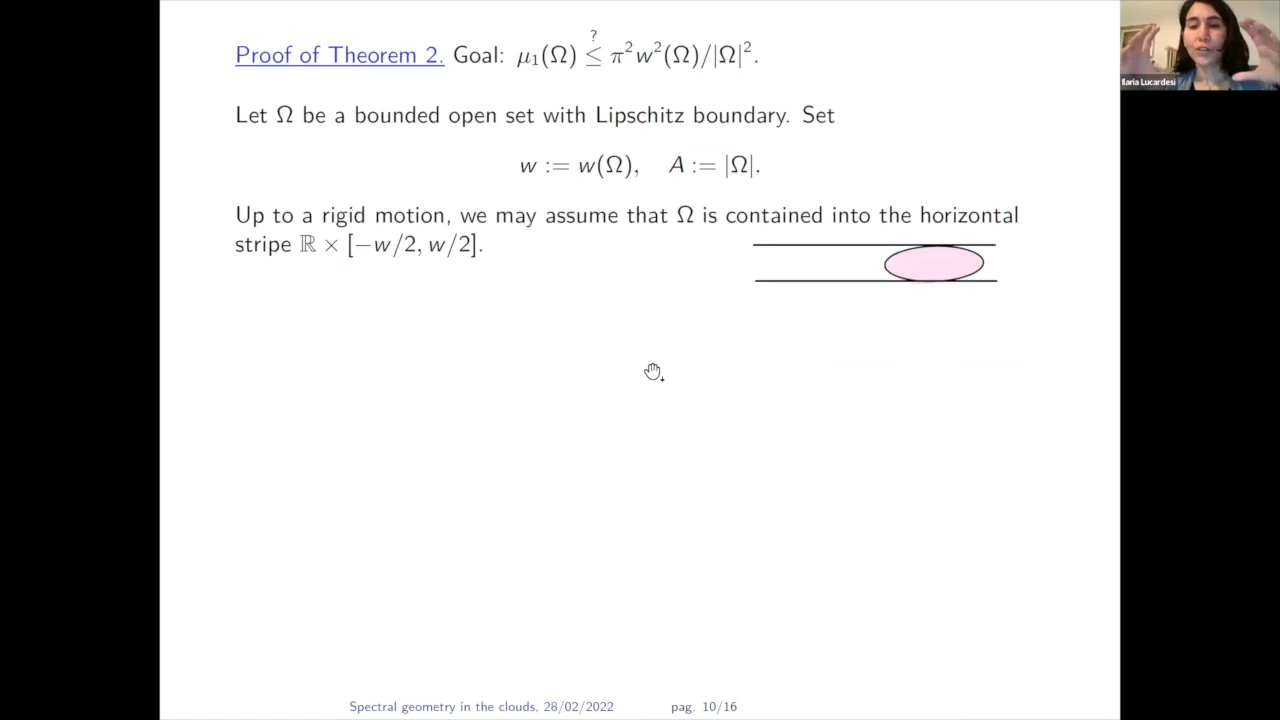 Proof of Theorem 2. Goal: μ₁(Ω) ≤? π²w²(Ω)/|Ω|².
Let Ω be a bounded open set with Lipschitz boundary. Set
w := w(Ω), A := |Ω|.
Up to a rigid motion, we may assume that Ω is contained into the horizontal
stripe ℝ × [−w/2, w/2].
Spectral geometry in the clouds, 28/02/2022 pag. 10/16
Ilaria Lucardesi